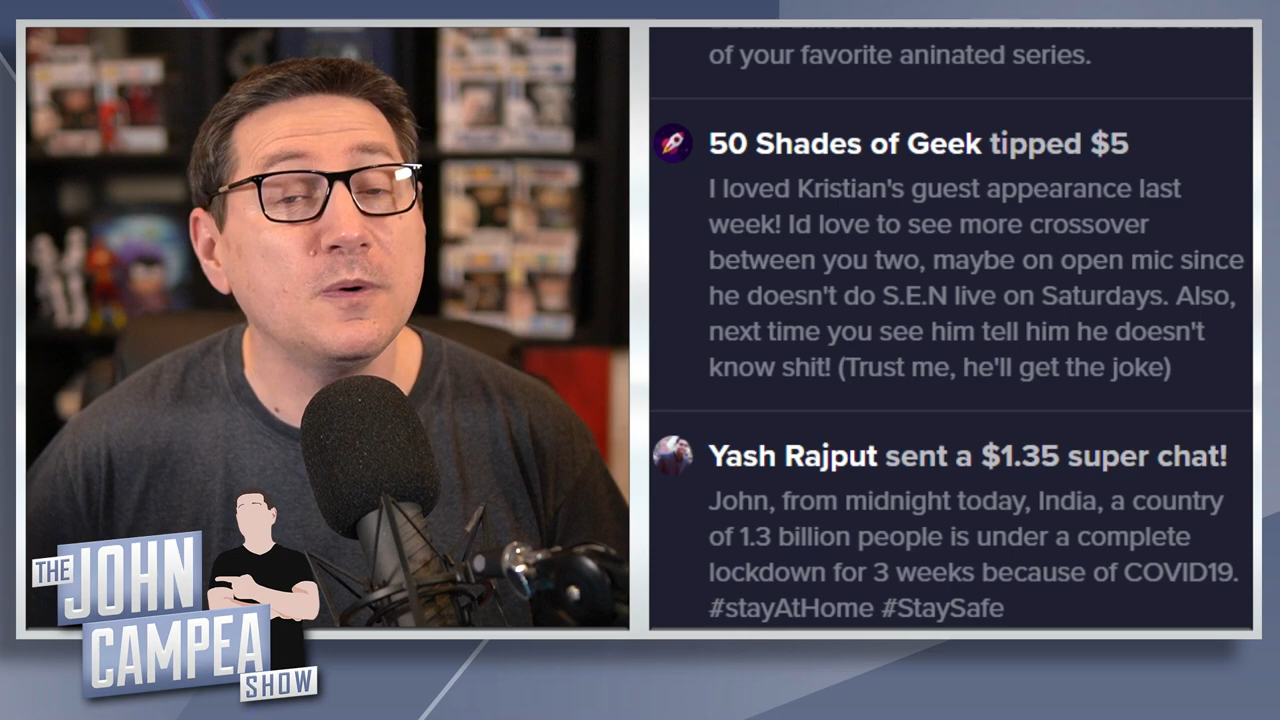 of your favorite aninated series.
50 Shades of Geek tipped $5
I loved Kristian's guest appearance last
week! Id love to see more crossover
between you two, maybe on open mic since
he doesn't do S.E.N live on Saturdays. Also,
next time you see him tell him he doesn't
know shit! (Trust me, he'll get the joke)
Yash Rajput sent a $1.35 super chat!
John, from midnight today, India, a country
of 1.3 billion people is under a complete
lockdown for 3 weeks because of COVID19.
#stayAtHome #StaySafe
THE
JOHN
CAMPEA
SHOW